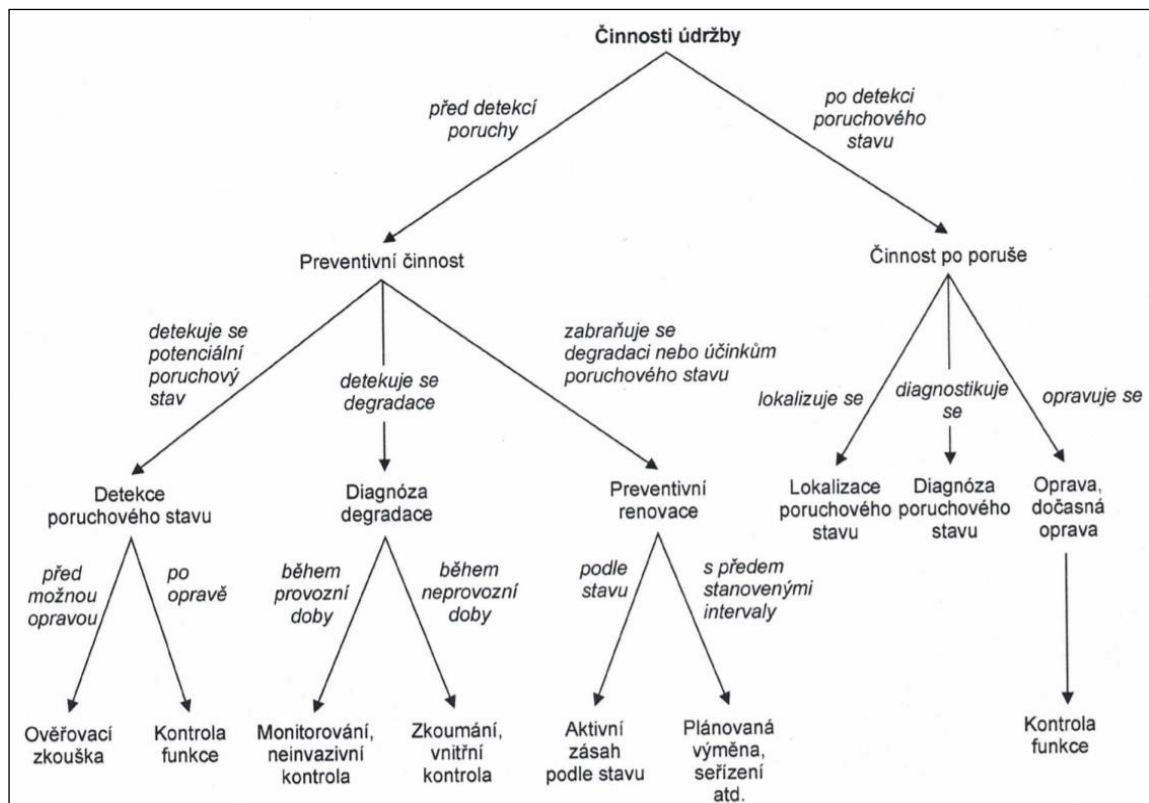 Činnosti údržby
před detekcí
poruchy
po detekci
poruchového
stavu
Preventivní činnost
Činnost po poruše
detekuje se
potenciální
poruchový
stav
detekuje se
degradace
zabraňuje se
degradaci nebo účinkům
poruchového stavu
lokalizuje se
diagnostikuje
se
opravuje se
Detekce
poruchového stavu
Diagnóza
degradace
Preventivní
renovace
Lokalizace
poruchového
stavu
Diagnóza
poruchového
stavu
Oprava,
dočasná
oprava
před
možnou
opravou
po
opravě
během
provozní
doby
během
neprovozní
doby
podle
stavu
s předem
stanovenými
intervaly
Ověřovací
zkouška
Kontrola
funkce
Monitorování,
neinvazivní
kontrola
Zkoumání,
vnitřní
kontrola
Aktivní
zásah
podle stavu
Plánovaná
výměna,
seřízení
atd.
Kontrola
funkce